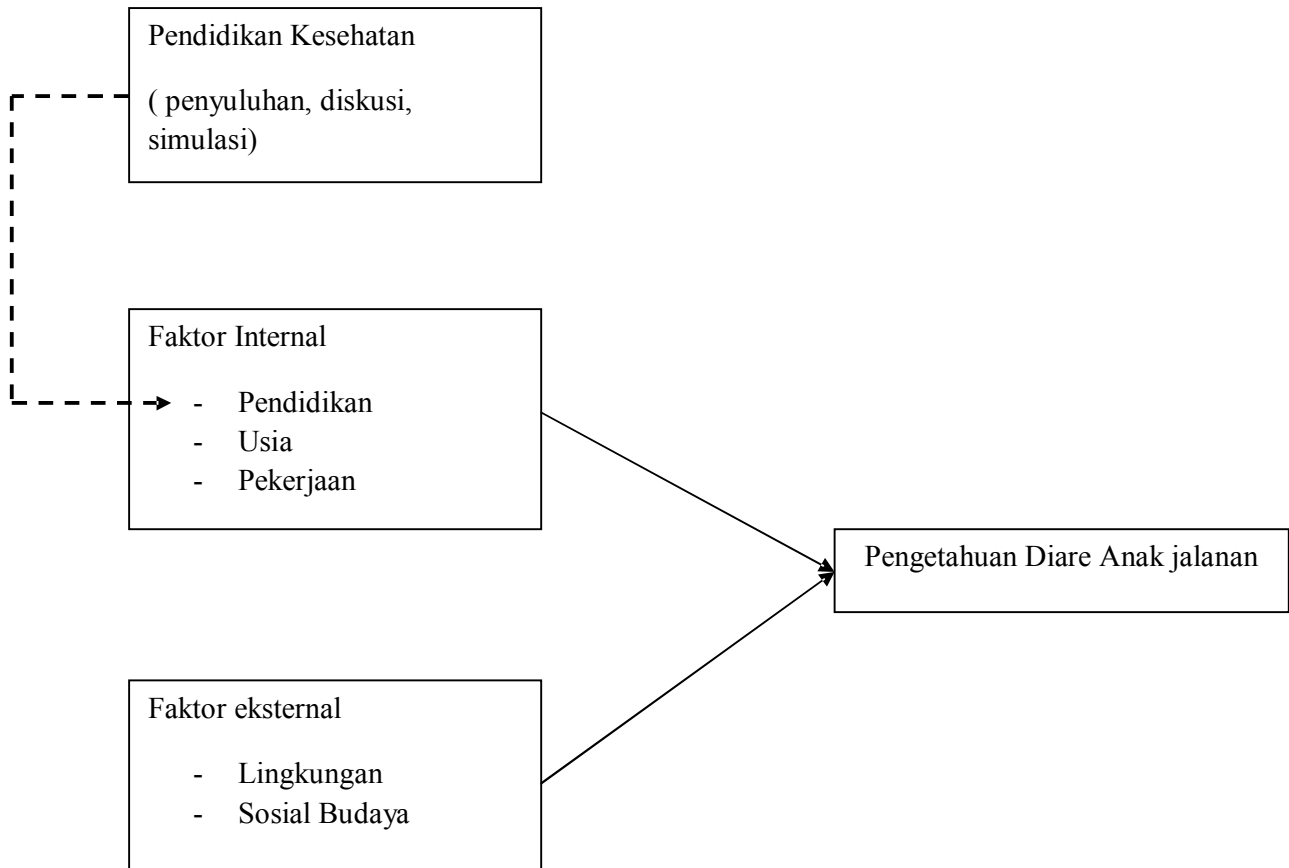 Pendidikan Kesehatan
( penyuluhan, diskusi,
simulasi)
Faktor Internal
- Pendidikan
- Usia
- Pekerjaan
Pengetahuan Diare Anak jalanan
Faktor eksternal
- Lingkungan
- Sosial Budaya